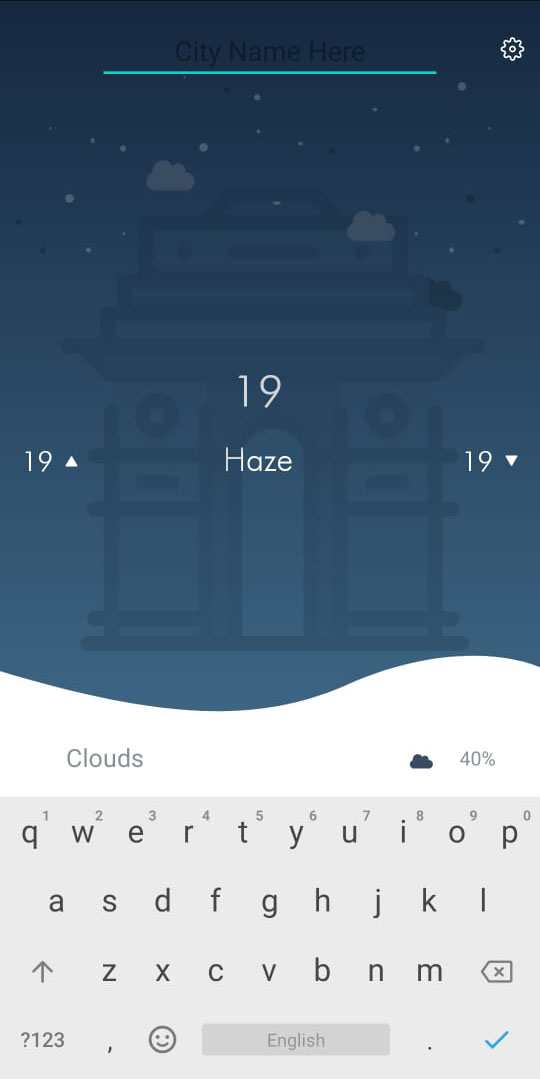 City Name Here
19
19 ▲ Haze 19 ▼
Clouds 40%
q 1 w 2 e 3 r 4 t 5 y 6 u 7 i 8 o 9 p 0
a s d f g h j k l
z x c v b n m
?123 , English .